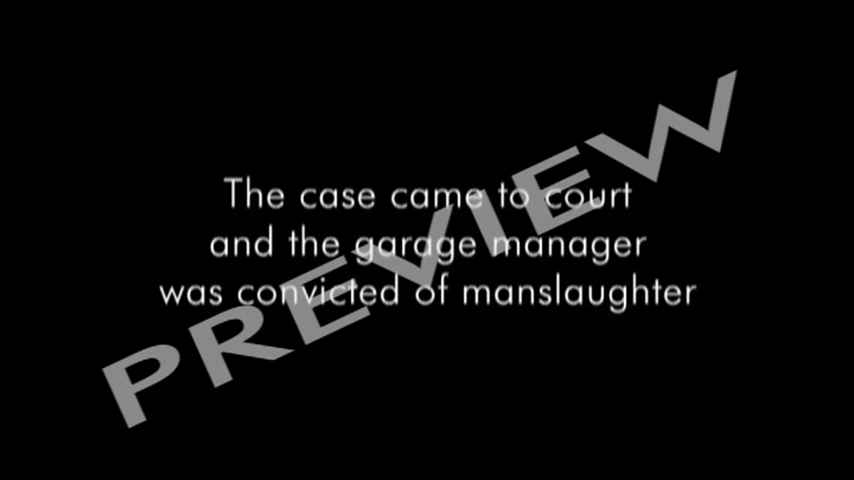 The case came to court
and the garage manager
was convicted of manslaughter
PREVIEW